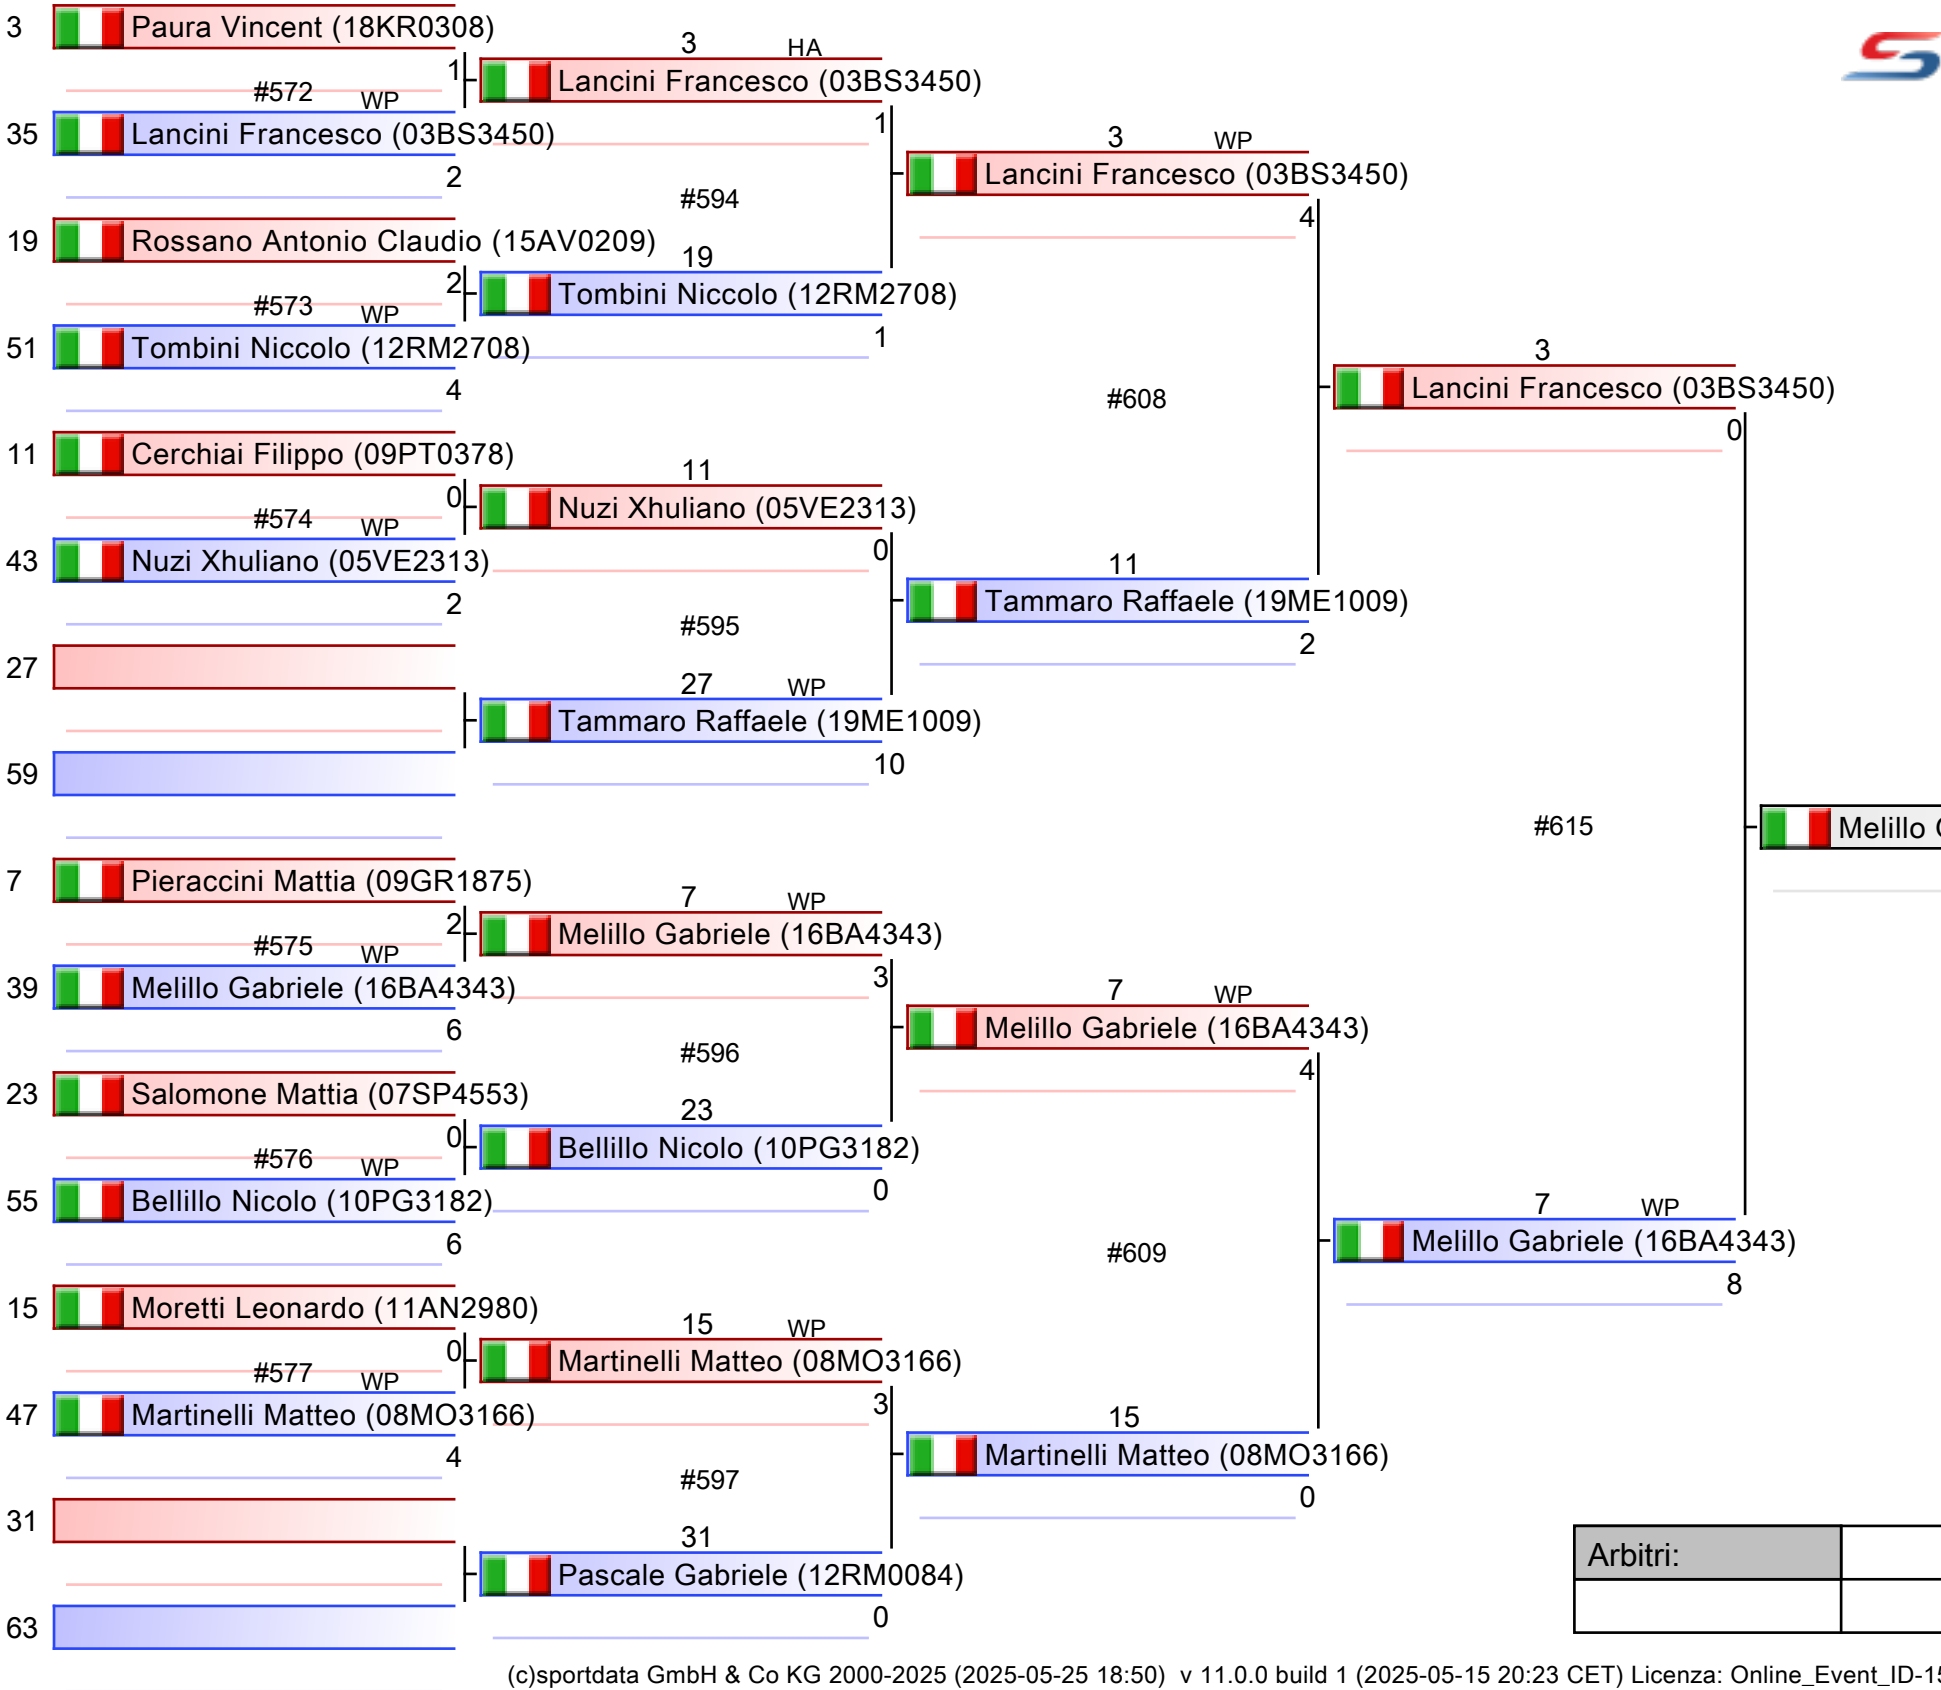 3 Paura Vincent (18KR0308)
1
#572 WP
35 Lancini Francesco (03BS3450)
2
19 Rossano Antonio Claudio (15AV0209)
2
#573 WP
51 Tombini Niccolo (12RM2708)
4
11 Cerchiai Filippo (09PT0378)
0
#574 WP
43 Nuzi Xhuliano (05VE2313)
2
27
59
7 Pieraccini Mattia (09GR1875)
2
#575 WP
39 Melillo Gabriele (16BA4343)
6
23 Salomone Mattia (07SP4553)
0
#576 WP
55 Bellillo Nicolo (10PG3182)
6
15 Moretti Leonardo (11AN2980)
0
#577 WP
47 Martinelli Matteo (08MO3166)
4
31
63
3 HA
Lancini Francesco (03BS3450)
1
#594
19
Tombini Niccolo (12RM2708)
1
11
Nuzi Xhuliano (05VE2313)
0
#595
27 WP
Tammaro Raffaele (19ME1009)
10
7 WP
Melillo Gabriele (16BA4343)
3
#596
23
Bellillo Nicolo (10PG3182)
0
15 WP
Martinelli Matteo (08MO3166)
3
#597
31
Pascale Gabriele (12RM0084)
0
3 WP
Lancini Francesco (03BS3450)
4
#608
11
Tammaro Raffaele (19ME1009)
2
7 WP
Melillo Gabriele (16BA4343)
4
#609
15
Martinelli Matteo (08MO3166)
0
3
Lancini Francesco (03BS3450)
0
#615
7 WP
Melillo Gabriele (16BA4343)
8
Melillo
Arbitri:
(c)sportdata GmbH & Co KG 2000-2025 (2025-05-25 18:50) v 11.0.0 build 1 (2025-05-15 20:23 CET) Licenza: Online_Event_ID-15